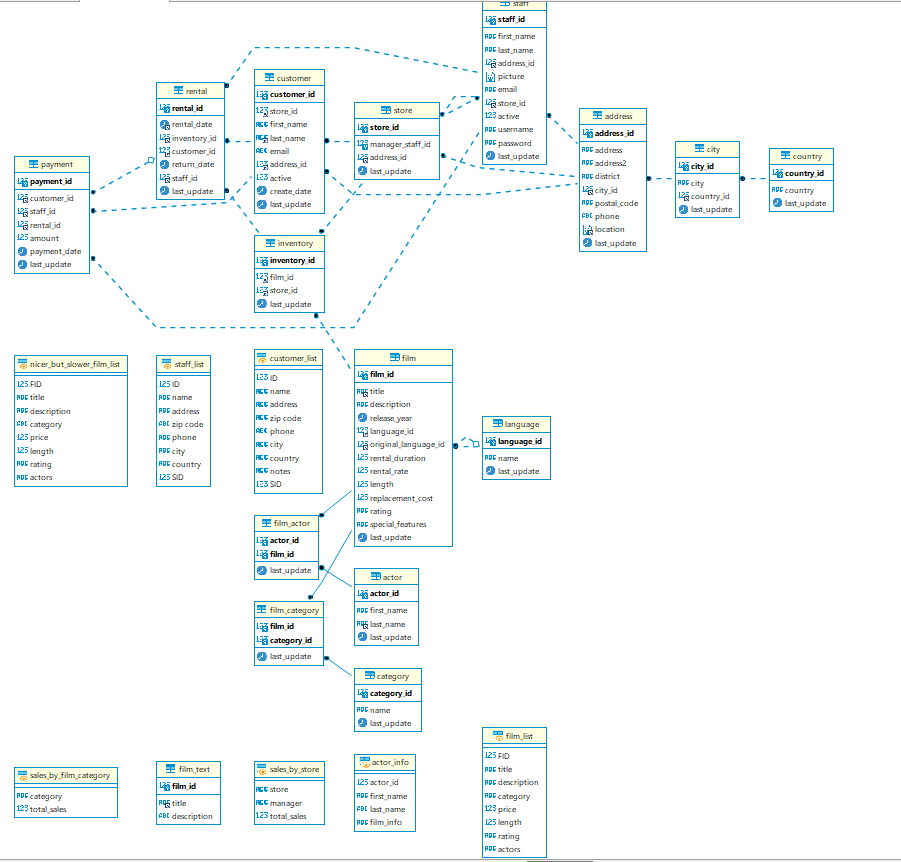 staff
staff_id
first_name
last_name
address_id
picture
email
store_id
active
username
password
last_update
rental
rental_id
rental_date
inventory_id
customer_id
return_date
staff_id
last_update
customer
customer_id
store_id
first_name
last_name
email
address_id
active
create_date
last_update
store
store_id
manager_staff_id
address_id
last_update
address
address_id
address
address2
district
city_id
postal_code
phone
location
last_update
city
city_id
city
country_id
last_update
country
country_id
country
last_update
payment
payment_id
customer_id
staff_id
rental_id
amount
payment_date
last_update
inventory
inventory_id
film_id
store_id
last_update
nicer_but_slower_film_list
FID
title
description
category
price
length
rating
actors
staff_list
ID
name
address
zip code
phone
city
country
SID
customer_list
ID
name
address
zip code
phone
city
country
notes
SID
film
film_id
title
description
release_year
language_id
original_language_id
rental_duration
rental_rate
length
replacement_cost
rating
special_features
last_update
language
language_id
name
last_update
film_actor
actor_id
film_id
last_update
actor
actor_id
first_name
last_name
last_update
film_category
film_id
category_id
last_update
category
category_id
name
last_update
sales_by_film_category
category
total_sales
film_text
film_id
title
description
sales_by_store
store
manager
total_sales
actor_info
actor_id
first_name
last_name
film_info
film_list
FID
title
description
category
price
length
rating
actors